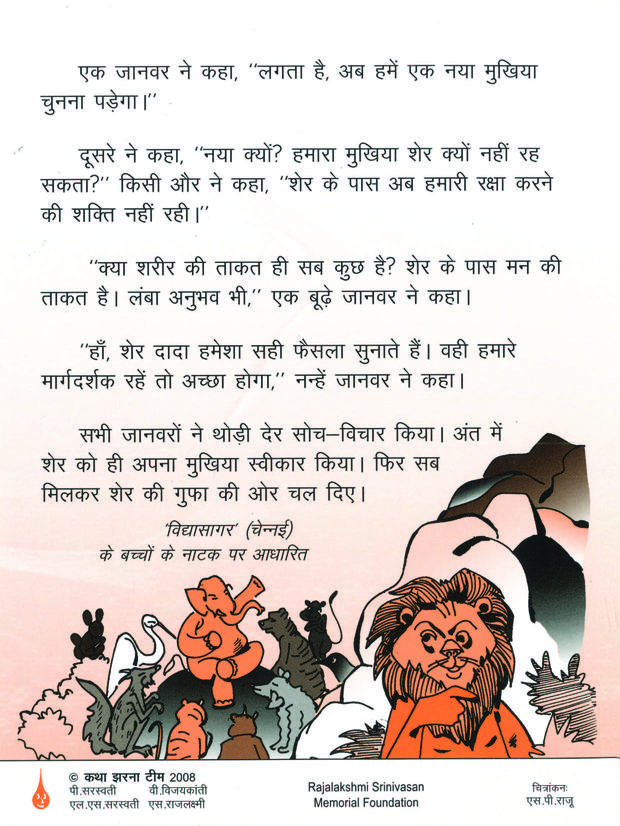 एक जानवर ने कहा, ‘‘लगता है, अब हमें एक नया मुखिया
चुनना पड़ेगा।’’
दूसरे ने कहा, ‘‘नया क्यों? हमारा मुखिया शेर क्यों नहीं रह
सकता?’’ किसी और ने कहा, ‘‘शेर के पास अब हमारी रक्षा करने
की शक्ति नहीं रही।’’
‘‘क्या शरीर की ताकत ही सब कुछ है? शेर के पास मन की
ताकत है। लंबा अनुभव भी,’’ एक बूढ़े जानवर ने कहा।
‘‘हाँ, शेर दादा हमेशा सही फैसला सुनाते हैं। वही हमारे
मार्गदर्शक रहें तो अच्छा होगा,’’ नन्हें जानवर ने कहा।
सभी जानवरों ने थोड़ी देर सोच–विचार किया। अंत में
शेर को ही अपना मुखिया स्वीकार किया। फिर सब
मिलकर शेर की गुफा की ओर चल दिए।
‘विद्यासागर’ (चेन्नई)
के बच्चों के नाटक पर आधारित
© कथा झरना टीम 2008
पी.सरस्वती वी.विजयकांती
एल.एस.सरस्वती एस.राजलक्ष्मी
Rajalakshmi Srinivasan
Memorial Foundation
चित्रांकनः
एस.पी.राजू